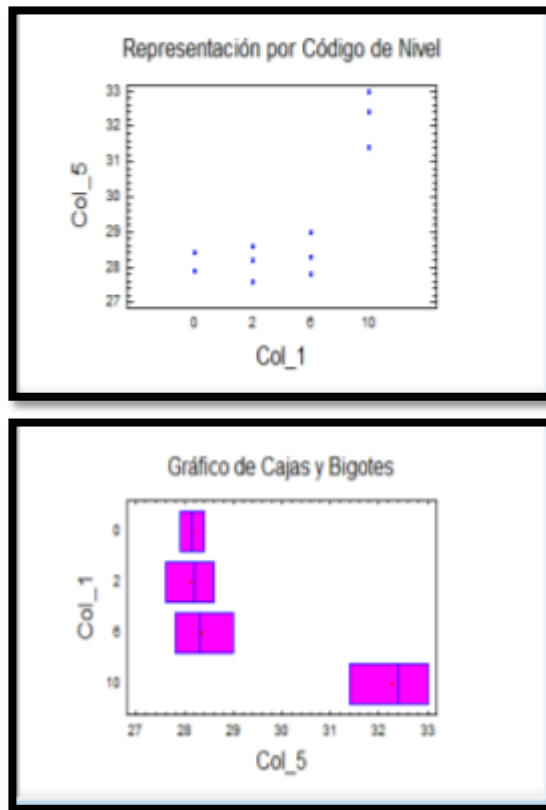 Representación por Código de Nivel
33
32
31
30
29
28
27
Col_5
0 2 6 10
Col_1
Gráfico de Cajas y Bigotes
0
2
6
10
Col_1
27 28 29 30 31 32 33
Col_5